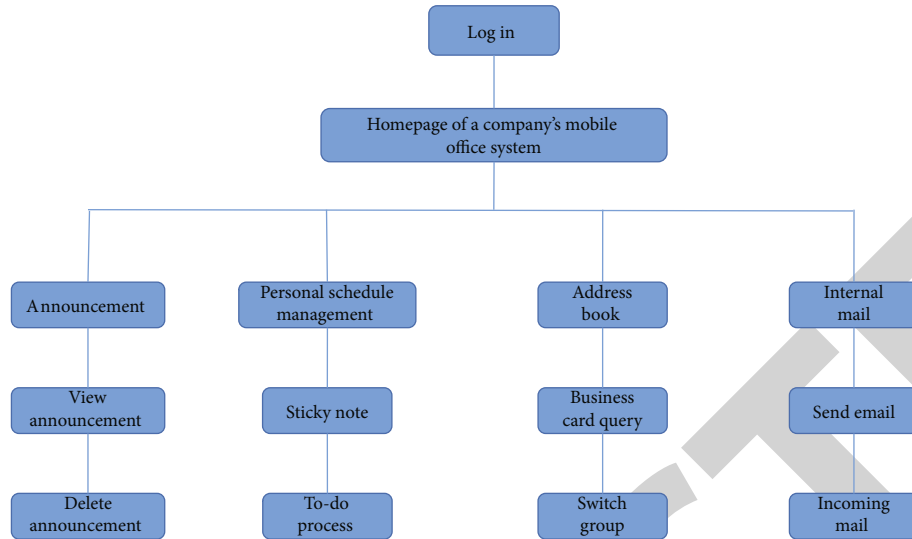 Log in
Homepage of a company’s mobile
office system
Announcement
Personal schedule
management
Address
book
Internal
mail
View
announcement
Sticky note
Business
card query
Send email
Delete
announcement
To-do
process
Switch
group
Incoming
mail